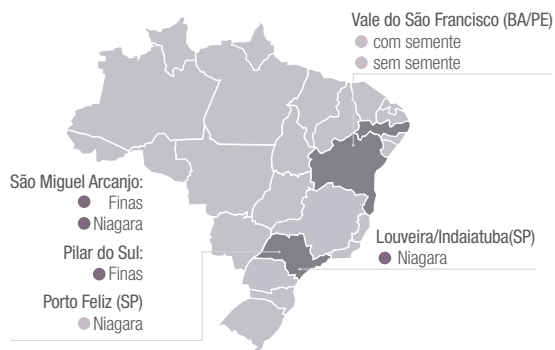 Vale do São Francisco (BA/PE)
com semente
sem semente
São Miguel Arcanjo:
Finas
Niagara
Pilar do Sul:
Finas
Porto Feliz (SP)
Niagara
Louveira/Indaiatuba(SP)
Niagara